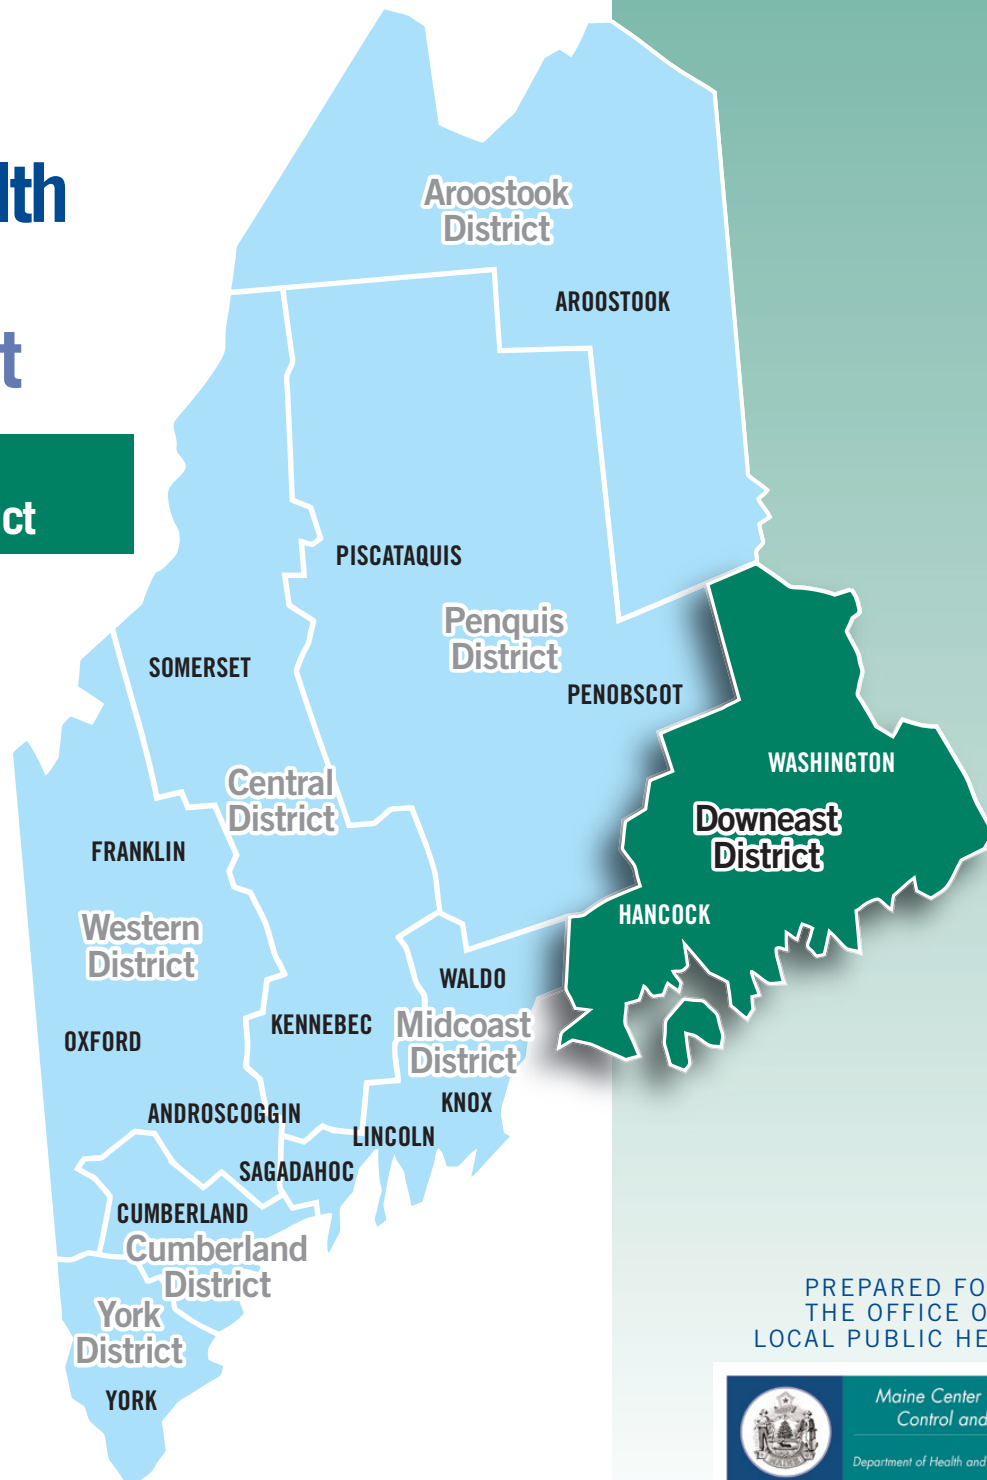 lth
t
ct
Aroostook
District
AROOSTOOK
PISCATAQUIS
Penquis
District
SOMERSET
PENOBSCOT
WASHINGTON
Central
District
Downeast
District
FRANKLIN
HANCOCK
Western
District
WALDO
OXFORD
KENNEBEC
Midcoast
District
KNOX
ANDROSCOGGIN
LINCOLN
SAGADAHOC
CUMBERLAND
Cumberland
District
York
District
YORK
PREPARED FO
THE OFFICE O
LOCAL PUBLIC HE
Maine Center
Control and
Department of Health and